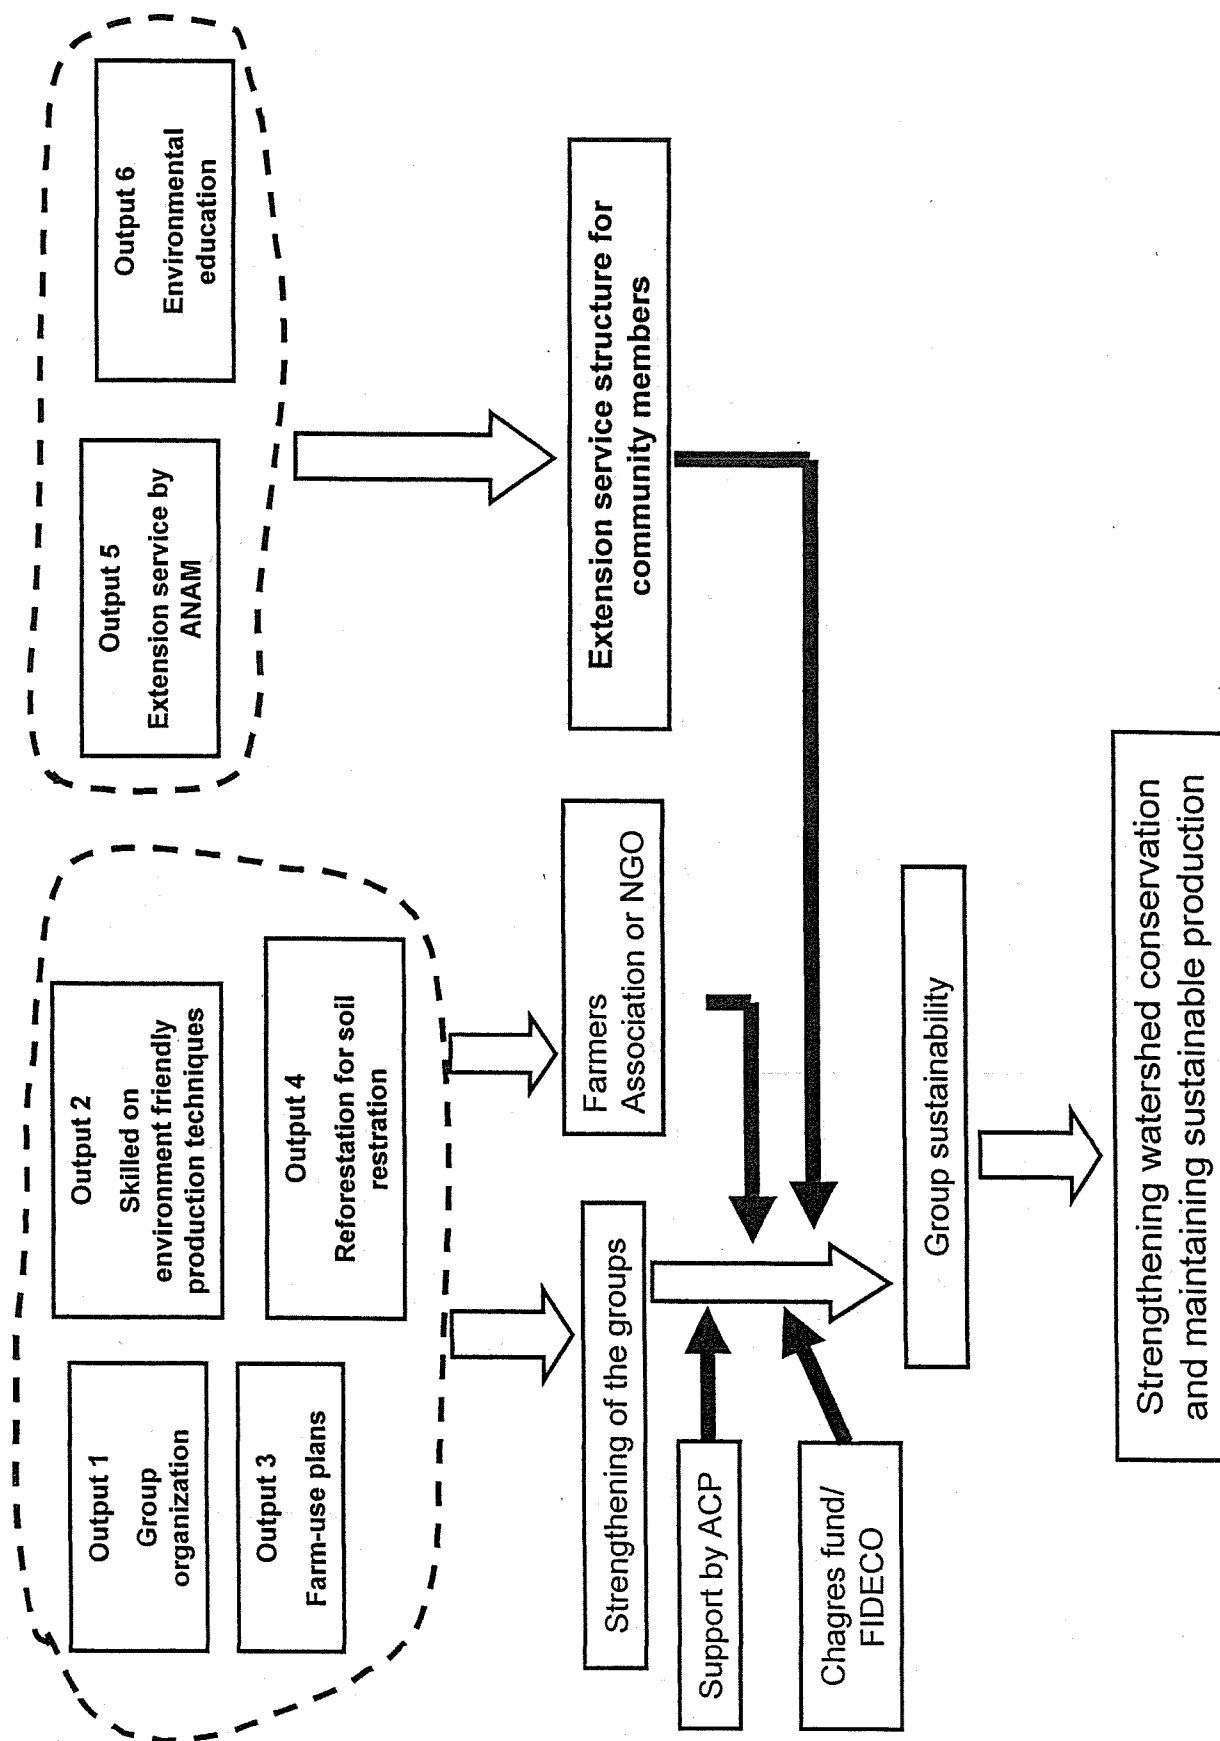 Output 1
Group
organization
Output 2
Skilled on
environment friendly
production techniques
Output 3
Farm-use plans
Output 4
Reforestation for soil
restration
Output 5
Extension service by
ANAM
Output 6
Environmental
education
Strengthening of the groups
Farmers
Association or NGO
Extension service structure for
community members
Support by ACP
Chagres fund/
FIDECO
Group sustainability
Strengthening watershed conservation
and maintaining sustainable production